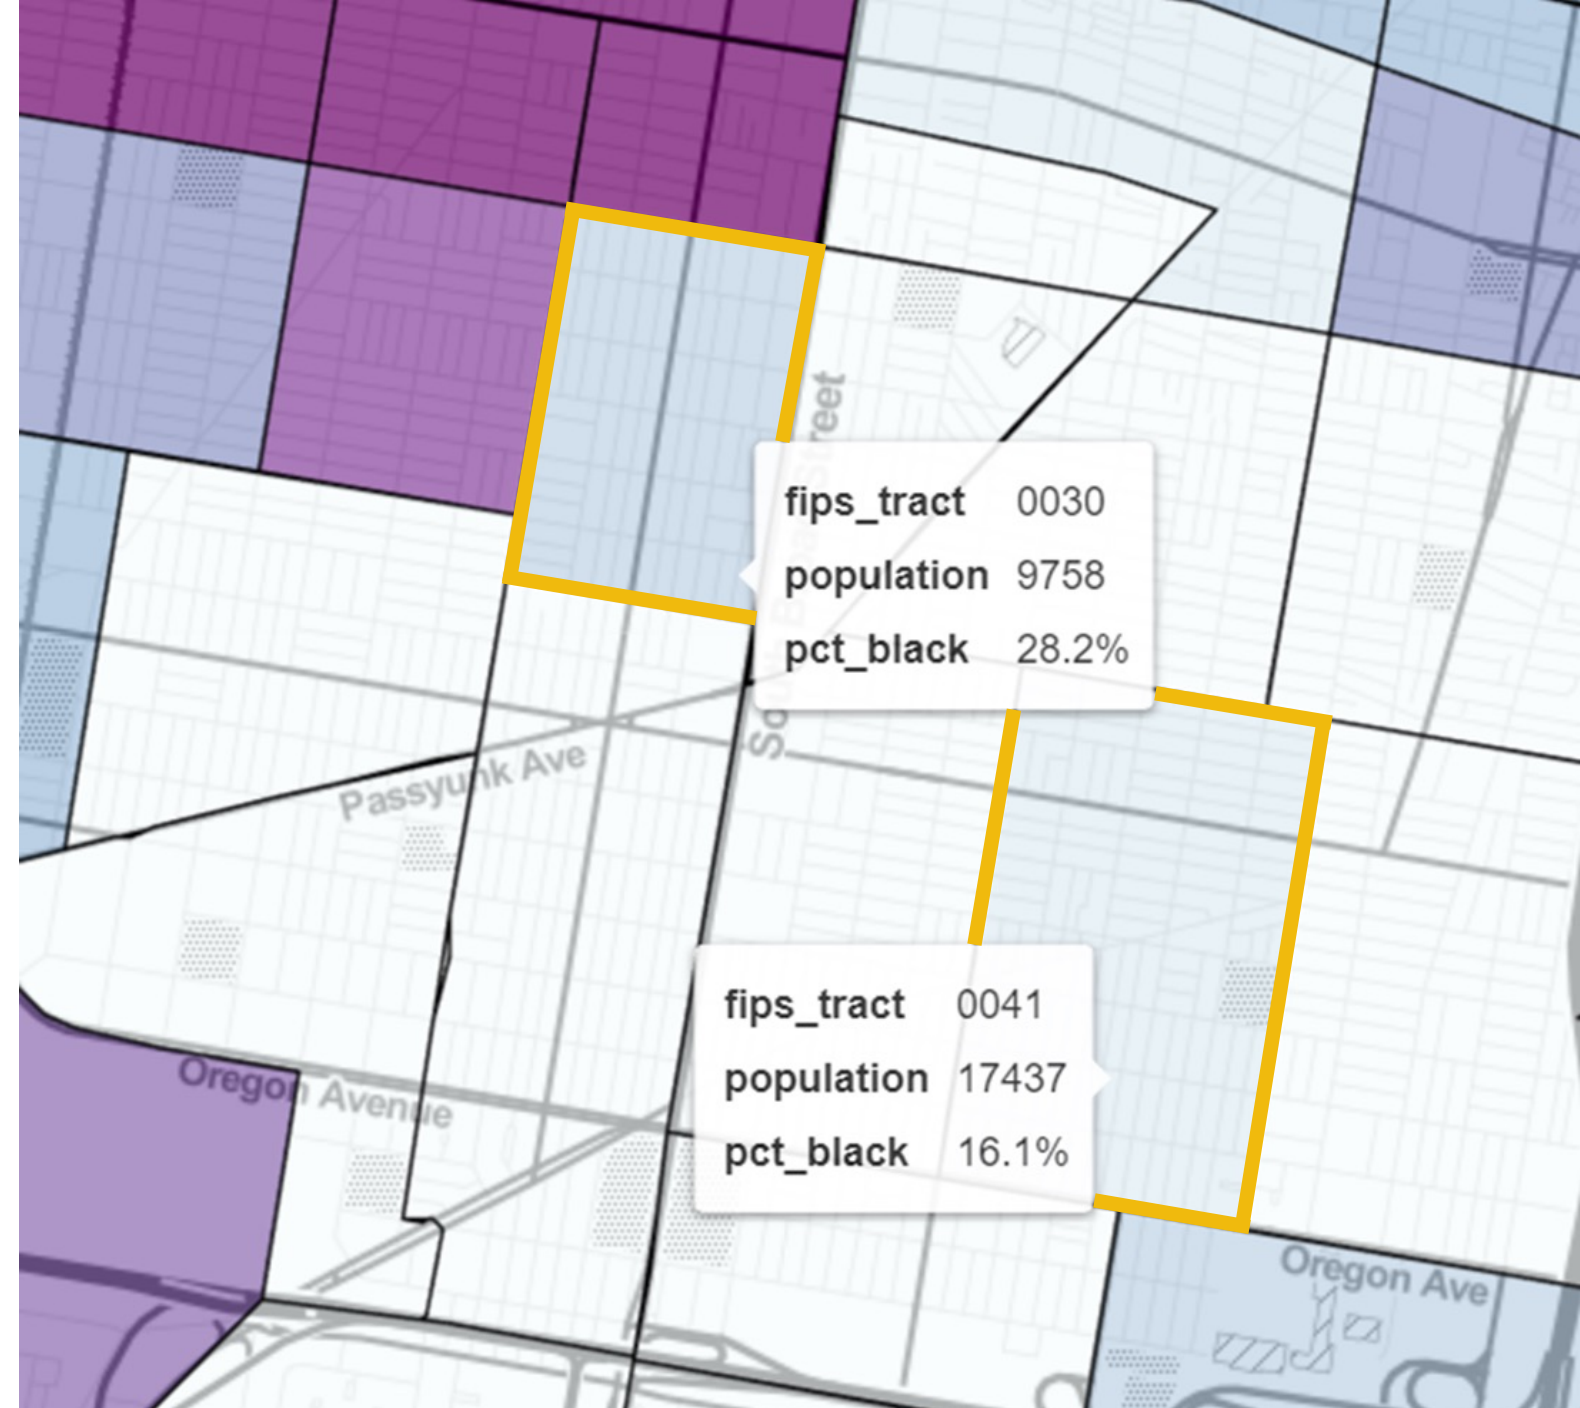 fips_tract 0030
population 9758
pct_black 28.2%
Passyunk Ave
fips_tract 0041
population 17437
pct_black 16.1%
Oregon Avenue
Oregon Ave